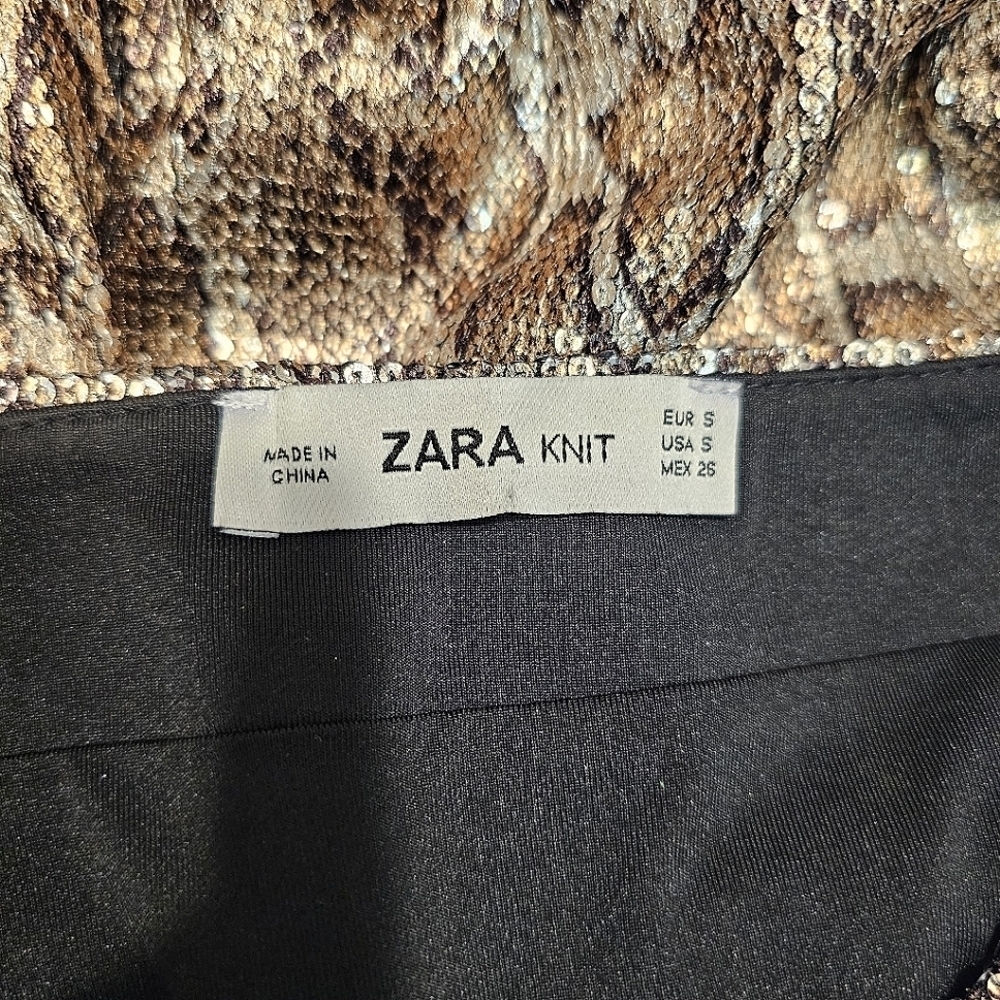 MADE IN
CHINA
ZARA KNIT
EUR S
USA S
MEX 26